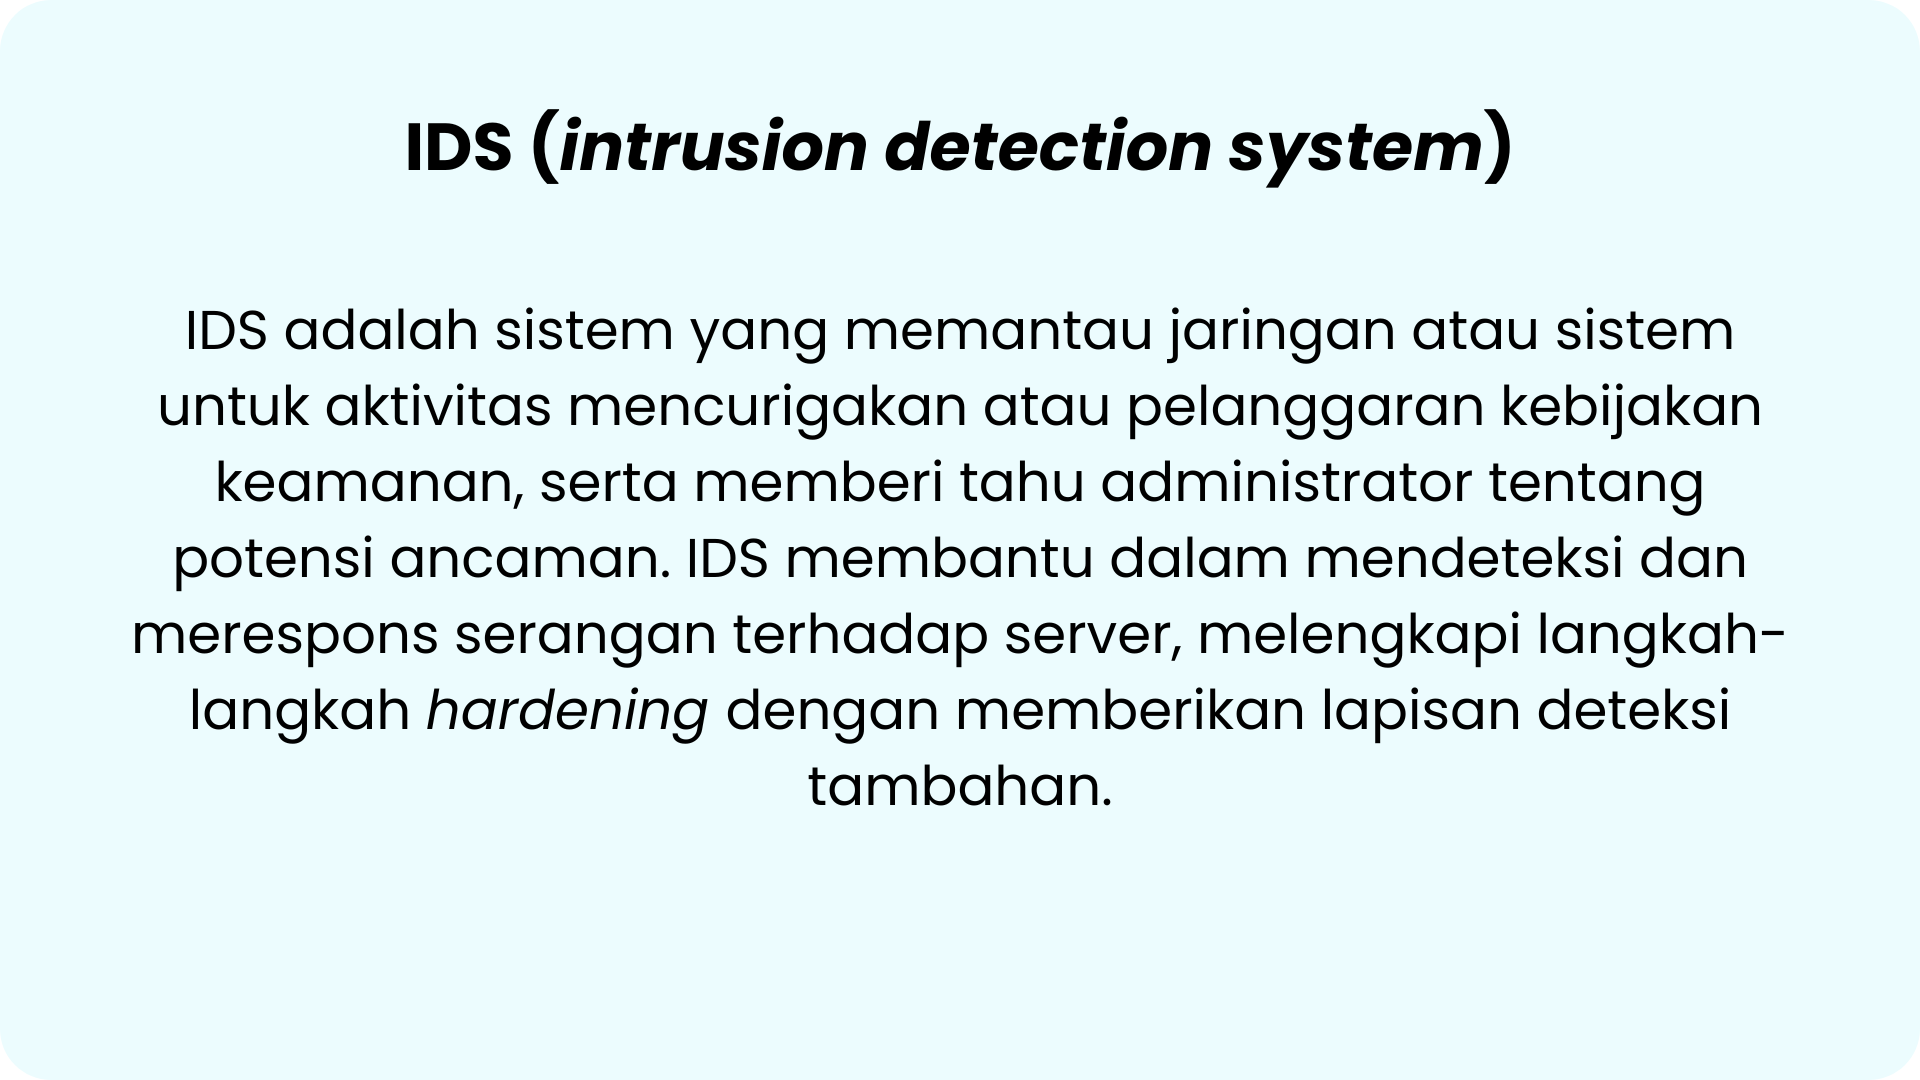 IDS (intrusion detection system)
IDS adalah sistem yang memantau jaringan atau sistem
untuk aktivitas mencurigakan atau pelanggaran kebijakan
keamanan, serta memberi tahu administrator tentang
potensi ancaman. IDS membantu dalam mendeteksi dan
merespons serangan terhadap server, melengkapi langkah-
langkah hardening dengan memberikan lapisan deteksi
tambahan.